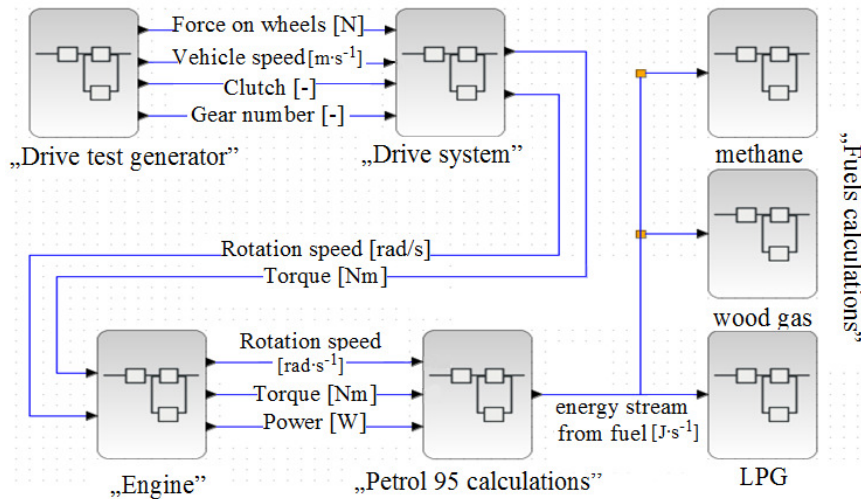 Force on wheels [N]
Vehicle speed [m·s⁻¹]
Clutch [-]
Gear number [-]
„Drive test generator”
„Drive system”
methane
„Fuels calculations”
wood gas
Rotation speed [rad/s]
Torque [Nm]
Rotation speed
[rad·s⁻¹]
Torque [Nm]
Power [W]
energy stream
from fuel [J·s⁻¹]
„Engine”
„Petrol 95 calculations”
LPG